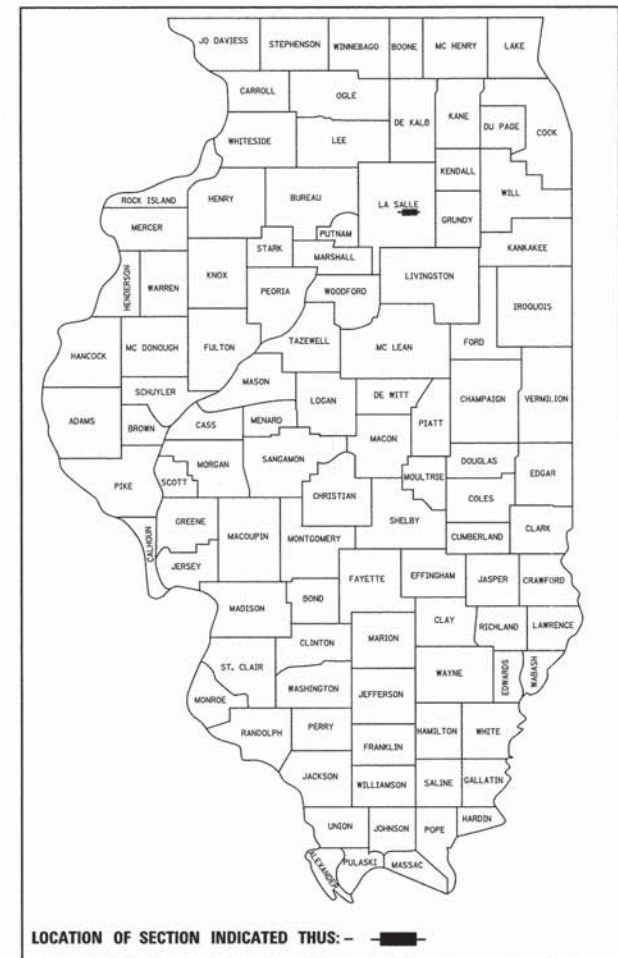 JO DAVIESS STEPHENSON WINNEBAGO BOONE MC HENRY LAKE
CARROLL OGLE DE KALB KANE DU PAGE COOK
WHITESIDE LEE KENDALL WILL
ROCK ISLAND HENRY BUREAU LA SALLE GRUNDY
MERCER PUTNAM
STARK MARSHALL KANKAKEE
HENDERSON WARREN KNOX PEORIA WOODFORD LIVINGSTON IROQUOIS
HANCOCK MC DONOUGH FULTON TAZEWELL MC LEAN FORD
SCHUYLER MASON LOGAN DE WITT CHAMPAIGN VERMILION
ADAMS BROWN CASS MENARD MACON PIATT
PIKE SCOTT MORGAN SANGAMON CHRISTIAN MOULTRIE DOUGLAS EDGAR
COLES
CALHOUN GREENE MACOUPIN MONTGOMERY SHELBY CUMBERLAND CLARK
JERSEY FAYETTE EFFINGHAM JASPER CRAWFORD
MADISON BOND CLAY RICHLAND LAWRENCE
CLINTON MARION
ST. CLAIR WAYNE EDWARDS WABASH
MONROE WASHINGTON JEFFERSON
RANDOLPH PERRY HAMILTON WHITE
FRANKLIN
JACKSON WILLIAMSON SALINE GALLATIN
UNION JOHNSON POPE HARDIN
ALEXANDER PULASKI MASSAC
LOCATION OF SECTION INDICATED THUS: -